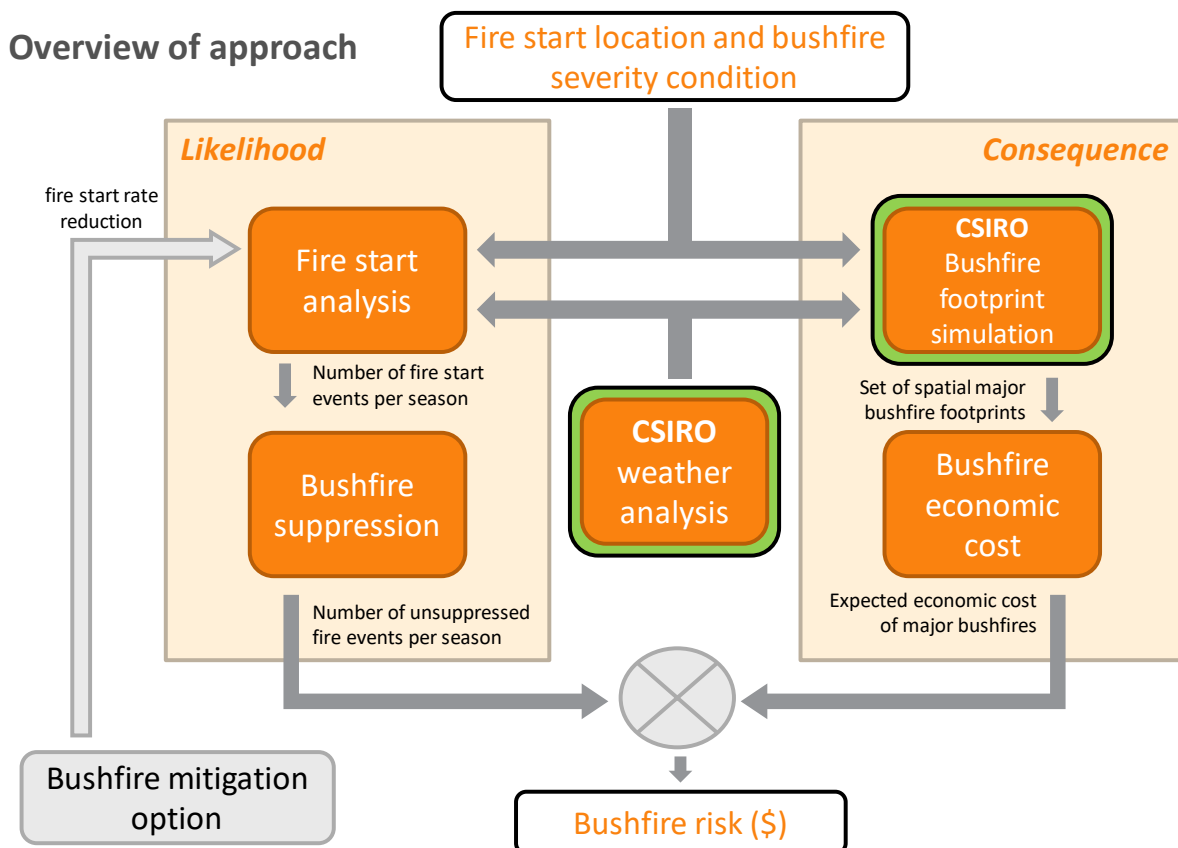 Overview of approach
Fire start location and bushfire
severity condition
Likelihood
Consequence
fire start rate
reduction
Fire start
analysis
CSIRO
Bushfire
footprint
simulation
Number of fire start
events per season
Set of spatial major
bushfire footprints
CSIRO
weather
analysis
Bushfire
suppression
Bushfire
economic
cost
Number of unsuppressed
fire events per season
Expected economic cost
of major bushfires
Bushfire mitigation
option
Bushfire risk ($)